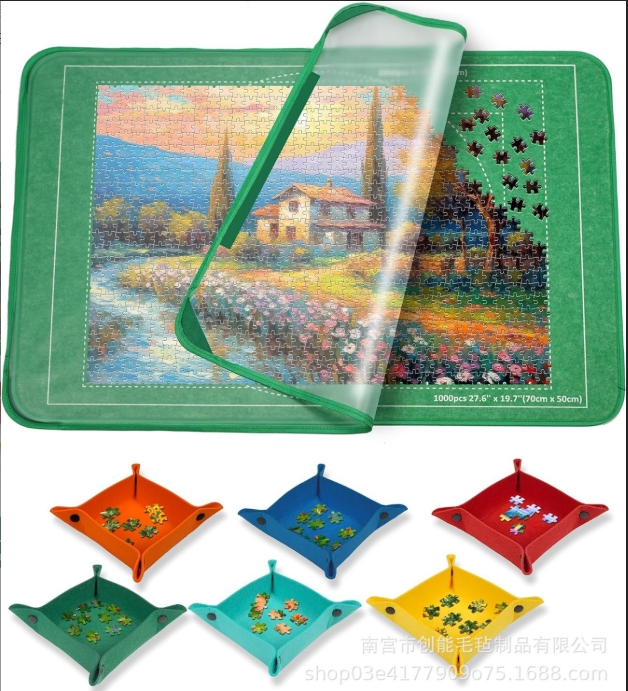 1000pcs 27.6'' x 19.7''(70cm x 50cm)
南宫市创能毛毡制品有限公司
shop03e4177909o75.1688.com